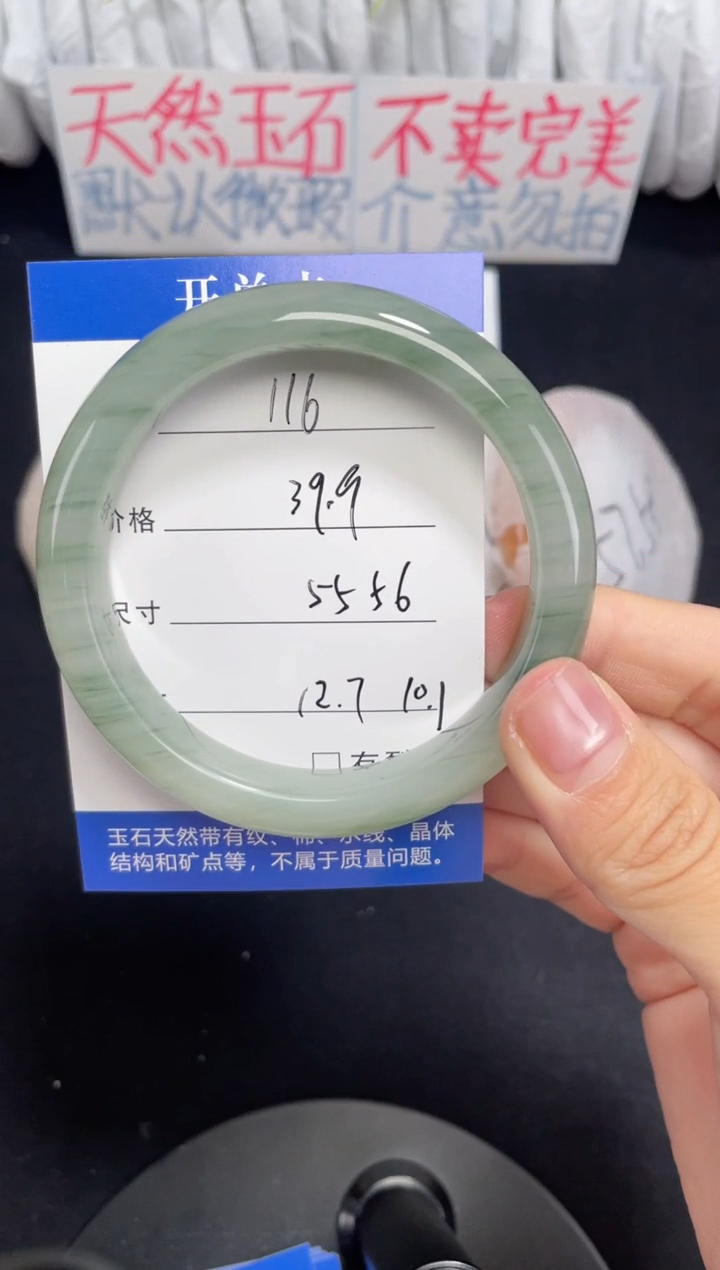 天然玉石 不卖完美
默认微瑕 介意勿拍
116
价格 39.9
尺寸 55 56
12.7 10.1
□ 有
玉石天然带有纹、棉、水线、晶体
结构和矿点等，不属于质量问题。